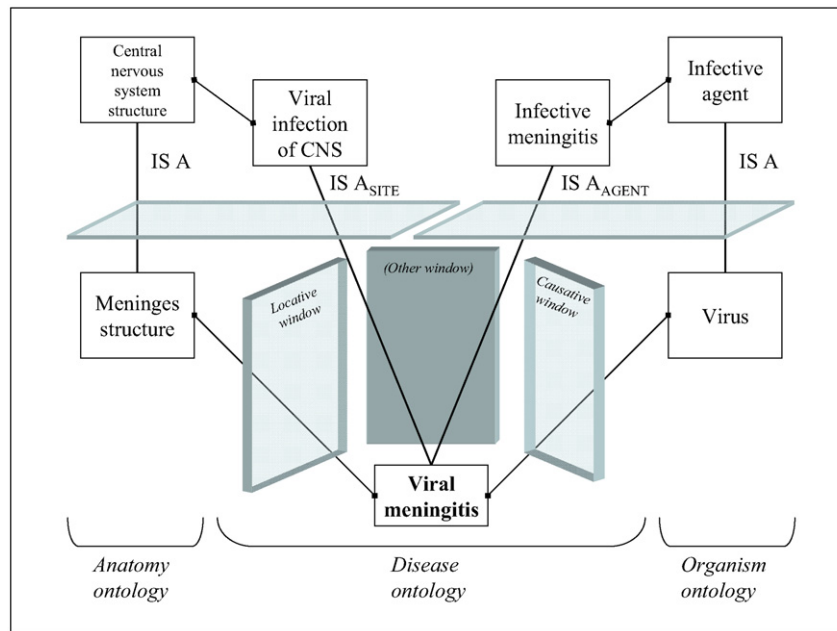 Central
nervous
system
structure
Viral
infection
of CNS
Infective
meningitis
Infective
agent
IS A
IS A_SITE
IS A_AGENT
IS A
(Other window)
Locative
window
Causative
window
Meninges
structure
Virus
Viral
meningitis
Anatomy
ontology
Disease
ontology
Organism
ontology